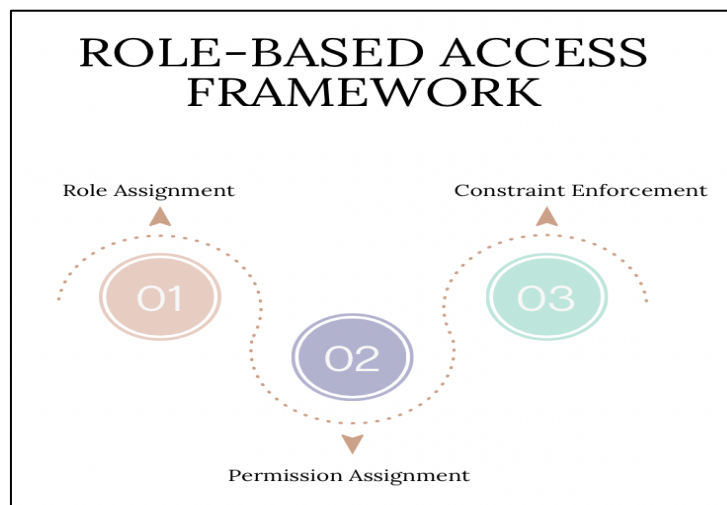 ROLE-BASED ACCESS
FRAMEWORK
Role Assignment
Constraint Enforcement
01
03
02
Permission Assignment